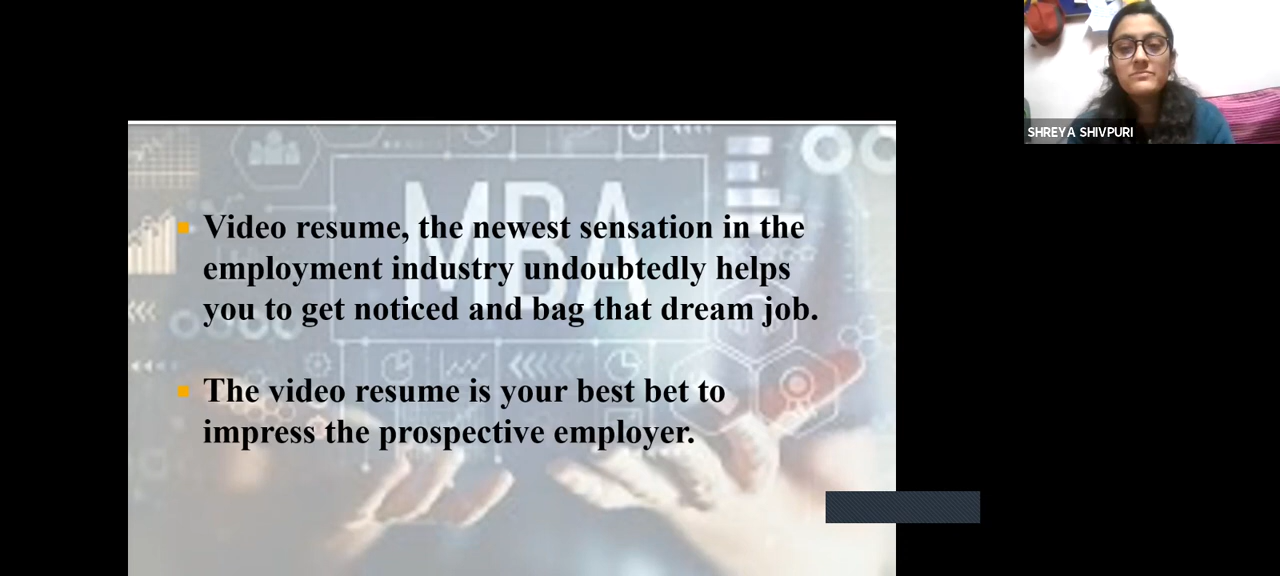 SHREYA SHIVPURI
MBA
Video resume, the newest sensation in the
employment industry undoubtedly helps
you to get noticed and bag that dream job.
The video resume is your best bet to
impress the prospective employer.